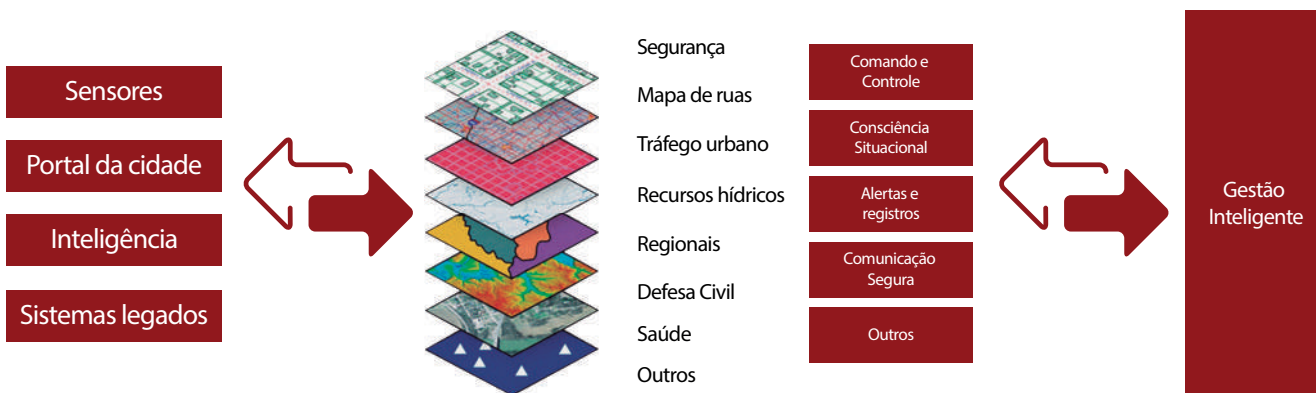 Sensores
Portal da cidade
Inteligência
Sistemas legados
Segurança
Mapa de ruas
Tráfego urbano
Recursos hídricos
Regionais
Defesa Civil
Saúde
Outros
Comando e
Controle
Consciência
Situacional
Alertas e
registros
Comunicação
Segura
Outros
Gestão
Inteligente